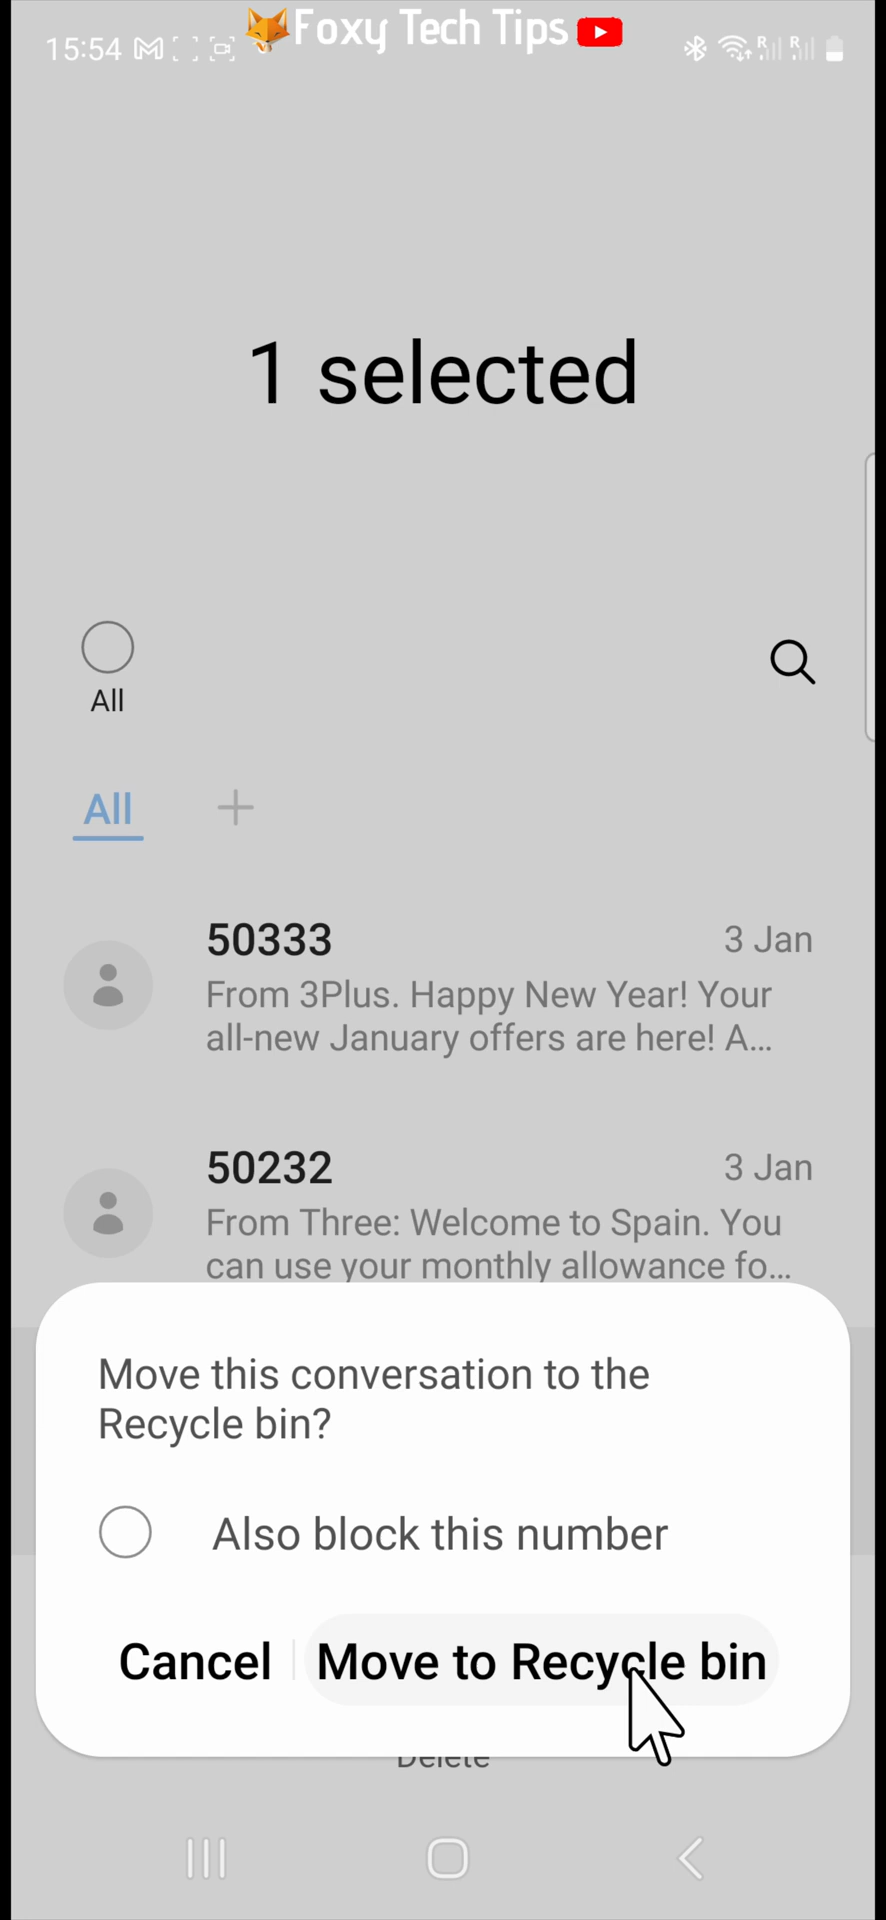 Foxy Tech Tips
15:54
R R
1 selected
All
All +
50333 3 Jan
From 3Plus. Happy New Year! Your
all-new January offers are here! A...
50232 3 Jan
From Three: Welcome to Spain. You
can use your monthly allowance fo...
Move this conversation to the
Recycle bin?
Also block this number
Cancel Move to Recycle bin
Delete